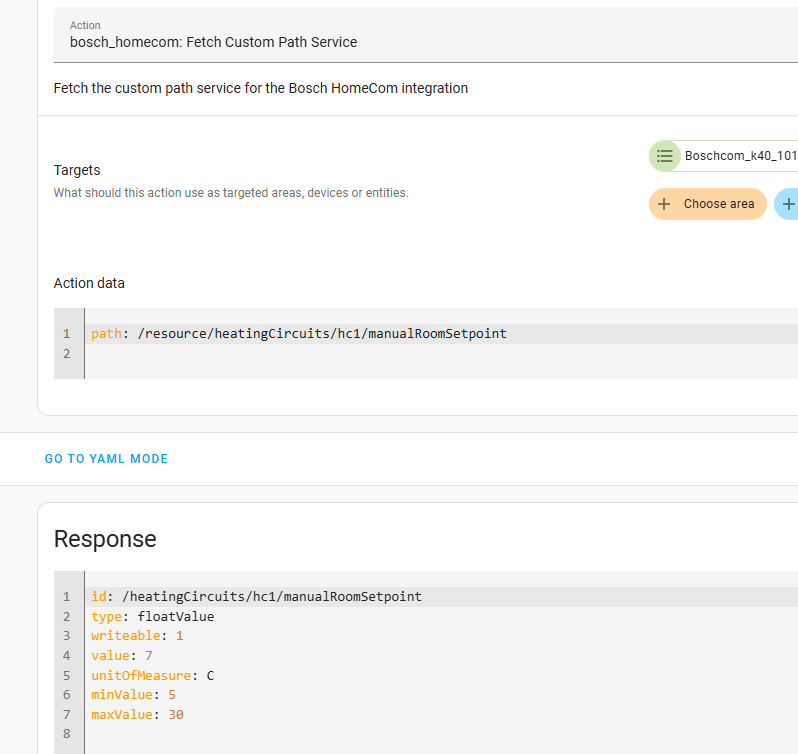 Action
bosch_homecom: Fetch Custom Path Service
Fetch the custom path service for the Bosch HomeCom integration
Boschcom_k40_101
Targets
What should this action use as targeted areas, devices or entities.
+ Choose area
+
Action data
1 path: /resource/heatingCircuits/hc1/manualRoomSetpoint
2
GO TO YAML MODE
Response
1 id: /heatingCircuits/hc1/manualRoomSetpoint
2 type: floatValue
3 writeable: 1
4 value: 7
5 unitOfMeasure: C
6 minValue: 5
7 maxValue: 30
8